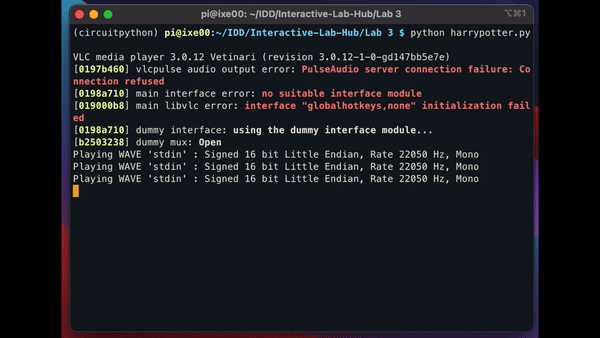 pi@ixe00: ~/IDD/Interactive-Lab-Hub/Lab 3
⌥⌘1
(circuitpython) pi@ixe00:~/IDD/Interactive-Lab-Hub/Lab 3 $ python harrypotter.py
VLC media player 3.0.12 Vetinari (revision 3.0.12-1-0-gd147bb5e7e)
[0197b460] vlcpulse audio output error: PulseAudio server connection failure: Co
nnection refused
[0198a710] main interface error: no suitable interface module
[019000b8] main libvlc error: interface "globalhotkeys,none" initialization fail
ed
[0198a710] dummy interface: using the dummy interface module...
[b2503238] dummy mux: Open
Playing WAVE 'stdin' : Signed 16 bit Little Endian, Rate 22050 Hz, Mono
Playing WAVE 'stdin' : Signed 16 bit Little Endian, Rate 22050 Hz, Mono
Playing WAVE 'stdin' : Signed 16 bit Little Endian, Rate 22050 Hz, Mono